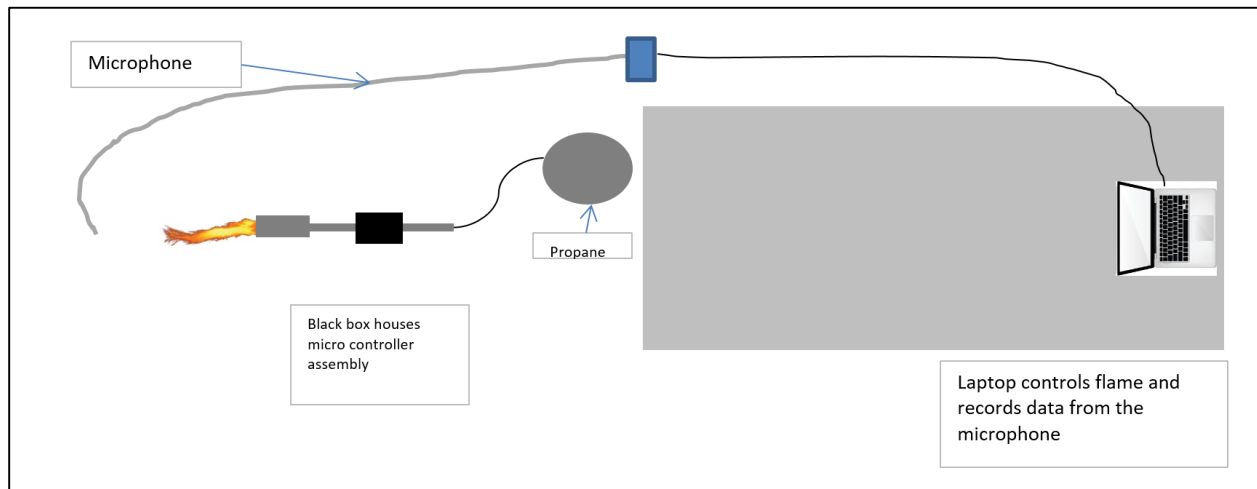 Microphone
Propane
Black box houses
micro controller
assembly
Laptop controls flame and
records data from the
microphone